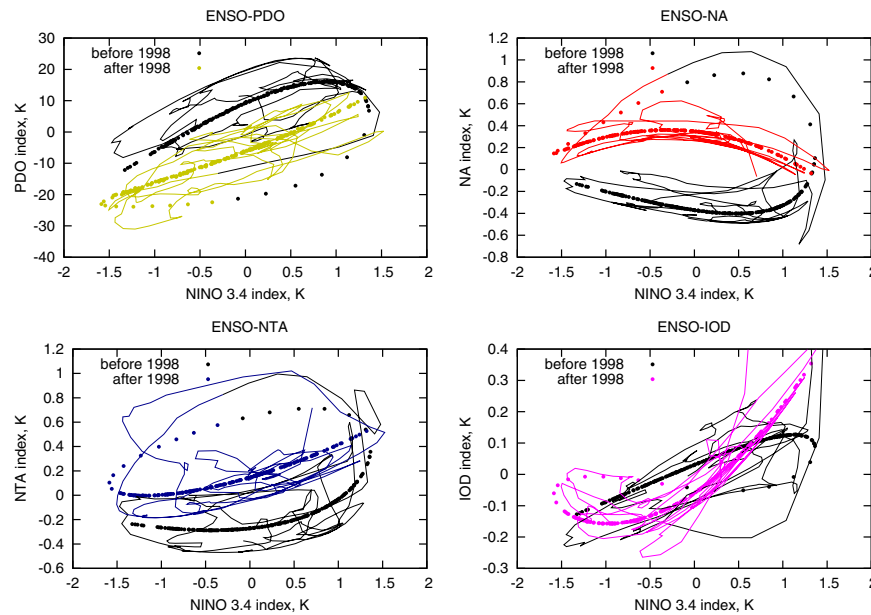 ENSO-PDO
before 1998
after 1998
30
20
10
0
-10
-20
-30
-40
PDO index, K
-2 -1.5 -1 -0.5 0 0.5 1 1.5 2
NINO 3.4 index, K
ENSO-NA
before 1998
after 1998
1.2
1
0.8
0.6
0.4
0.2
0
-0.2
-0.4
-0.6
-0.8
NA index, K
-2 -1.5 -1 -0.5 0 0.5 1 1.5 2
NINO 3.4 index, K
ENSO-NTA
before 1998
after 1998
1.2
1
0.8
0.6
0.4
0.2
0
-0.2
-0.4
-0.6
NTA index, K
-2 -1.5 -1 -0.5 0 0.5 1 1.5 2
NINO 3.4 index, K
ENSO-IOD
before 1998
after 1998
0.4
0.3
0.2
0.1
0
-0.1
-0.2
-0.3
IOD index, K
-2 -1.5 -1 -0.5 0 0.5 1 1.5 2
NINO 3.4 index, K